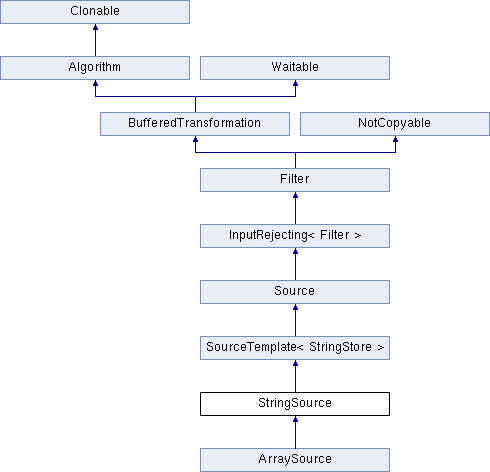 Clonable
Algorithm
Waitable
BufferedTransformation
NotCopyable
Filter
InputRejecting< Filter >
Source
SourceTemplate< StringStore >
StringSource
ArraySource